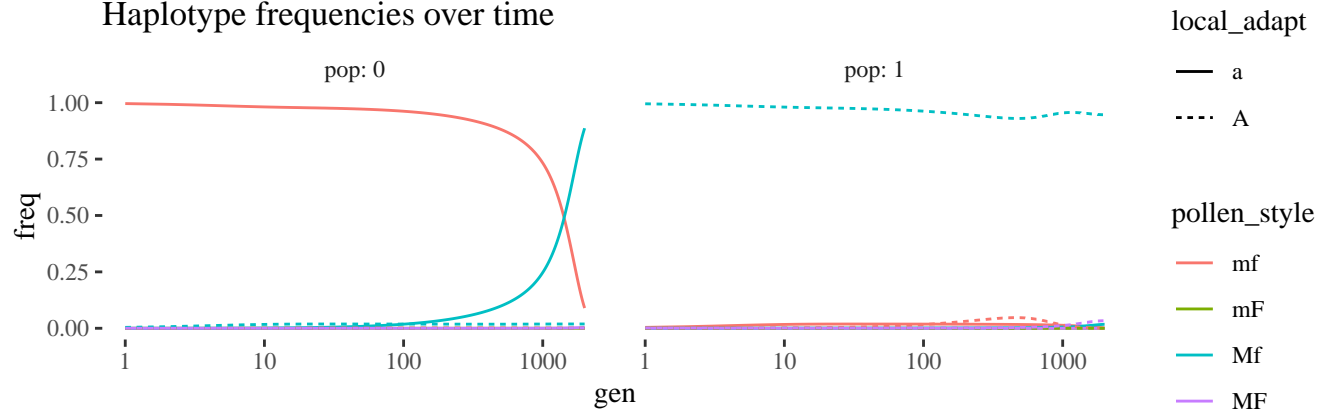 Haplotype frequencies over time
pop: 0
pop: 1
1.00
0.75
0.50
0.25
0.00
freq
1 10 100 1000
1 10 100 1000
gen
local_adapt
a
A
pollen_style
mf
mF
Mf
MF